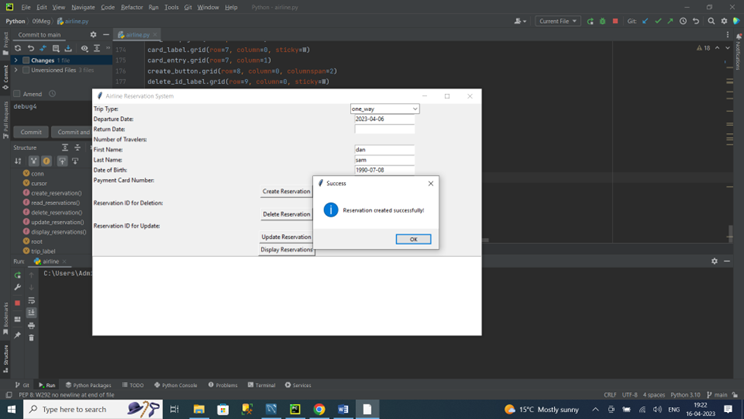 File Edit View Navigate Code Refactor Run Tools Git Window Help Python - airline.py
Python 09Meg airline.py
Current File
Git:
Project
Commit to main
airline.py
Notifications
174
card_label.grid(row=7, column=0, sticky=W)
18
175
card_entry.grid(row=7, column=1)
176
create_button.grid(row=8, column=0, columnspan=2)
177
delete_id_label.grid(row=9, column=0, sticky=W)
Commit
Changes 1 file
Unversioned Files
Amend
debug4
Pull Requests
Commit
Commit and
Structure
conn
cursor
create_reservation()
read_reservations()
delete_reservation()
update_reservation()
display_reservations()
root
trip_label
Airline Reservation System
Trip Type:
one_way
Departure Date:
2023-04-06
Return Date:
Number of Travelers:
First Name:
dan
Last Name:
sam
Date of Birth:
1990-07-08
Payment Card Number:
Create Reservation
Reservation ID for Deletion:
Delete Reservation
Reservation ID for Update:
Update Reservation
Display Reservations
Success
Reservation created successfully!
OK
Run: airline
C:\Users\Adm
Bookmarks
Structure
Git Run Python Packages TODO Python Console Problems Terminal Services
PEP 8: W292 no newline at end of file
CRLF UTF-8 4 spaces Python 3.10 main
Type here to search
15°C Mostly sunny
ENG
19:22
16-04-2023